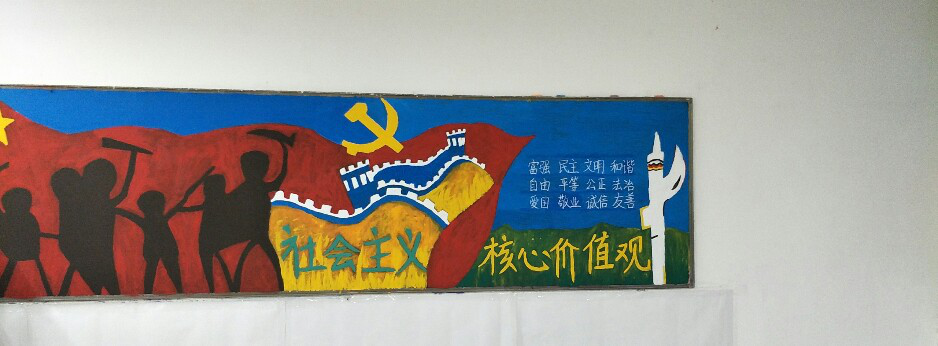 富强 民主 文明 和谐
自由 平等 公正 法治
爱国 敬业 诚信 友善
社会主义
核心价值观